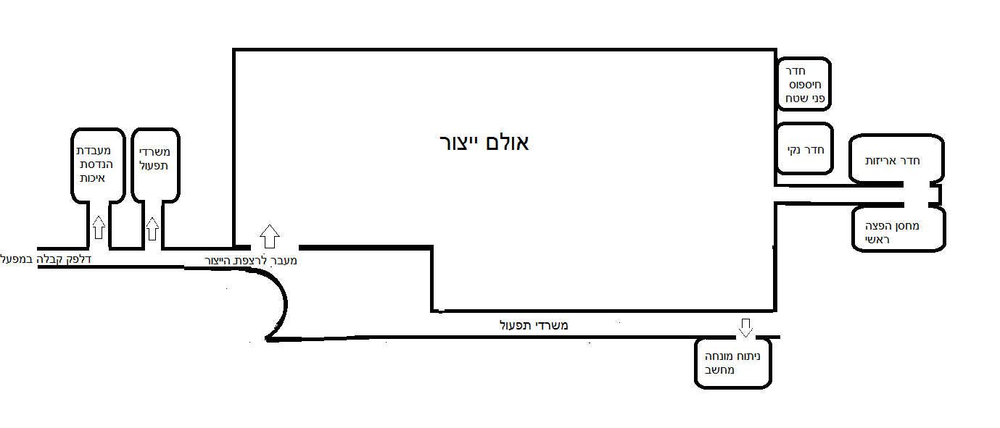 חדר
חיספוס
פני שטח
אולם ייצור
מעבדת
הנדסת
איכות
משרדי
תפעול
חדר נקי
חדר אריזות
מחסן הפצה
ראשי
דלפק קבלה במפעל
מעבר לרצפת הייצור
משרדי תפעול
ניתוח מונחה
מחשב